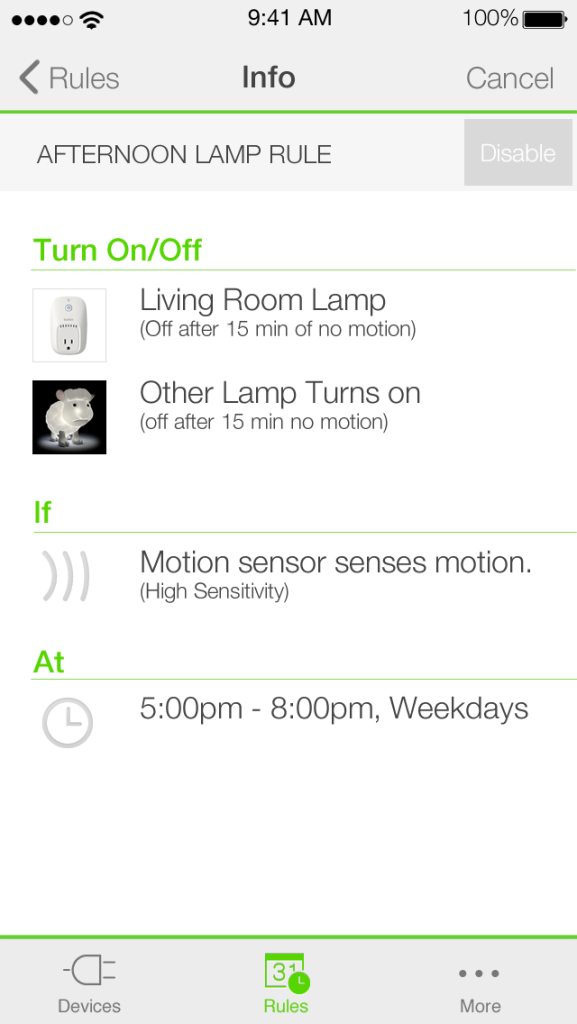 9:41 AM 100%
Rules Info Cancel
AFTERNOON LAMP RULE Disable
Turn On/Off
Living Room Lamp
(Off after 15 min of no motion)
Other Lamp Turns on
(off after 15 min no motion)
If
Motion sensor senses motion.
(High Sensitivity)
At
5:00pm - 8:00pm, Weekdays
31
Devices Rules More